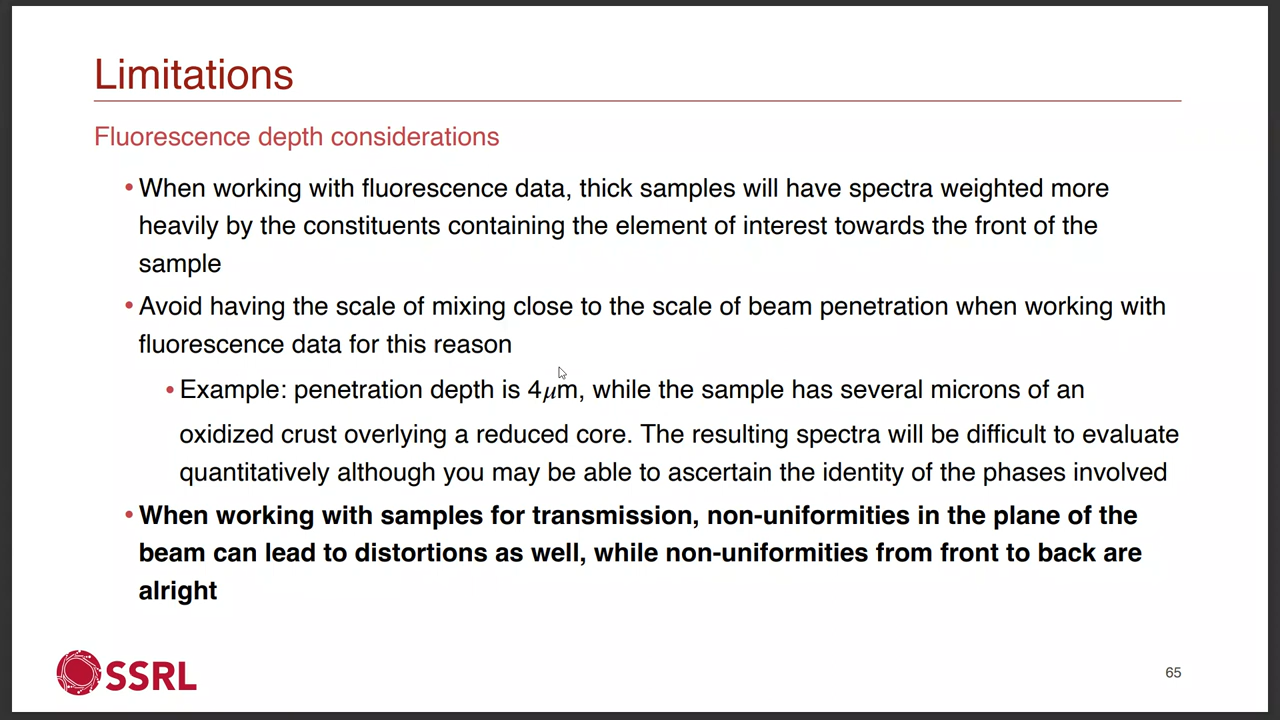 Limitations
Fluorescence depth considerations
• When working with fluorescence data, thick samples will have spectra weighted more
heavily by the constituents containing the element of interest towards the front of the
sample
• Avoid having the scale of mixing close to the scale of beam penetration when working with
fluorescence data for this reason
• Example: penetration depth is 4μm, while the sample has several microns of an
oxidized crust overlying a reduced core. The resulting spectra will be difficult to evaluate
quantitatively although you may be able to ascertain the identity of the phases involved
• When working with samples for transmission, non-uniformities in the plane of the
beam can lead to distortions as well, while non-uniformities from front to back are
alright
SSRL
65